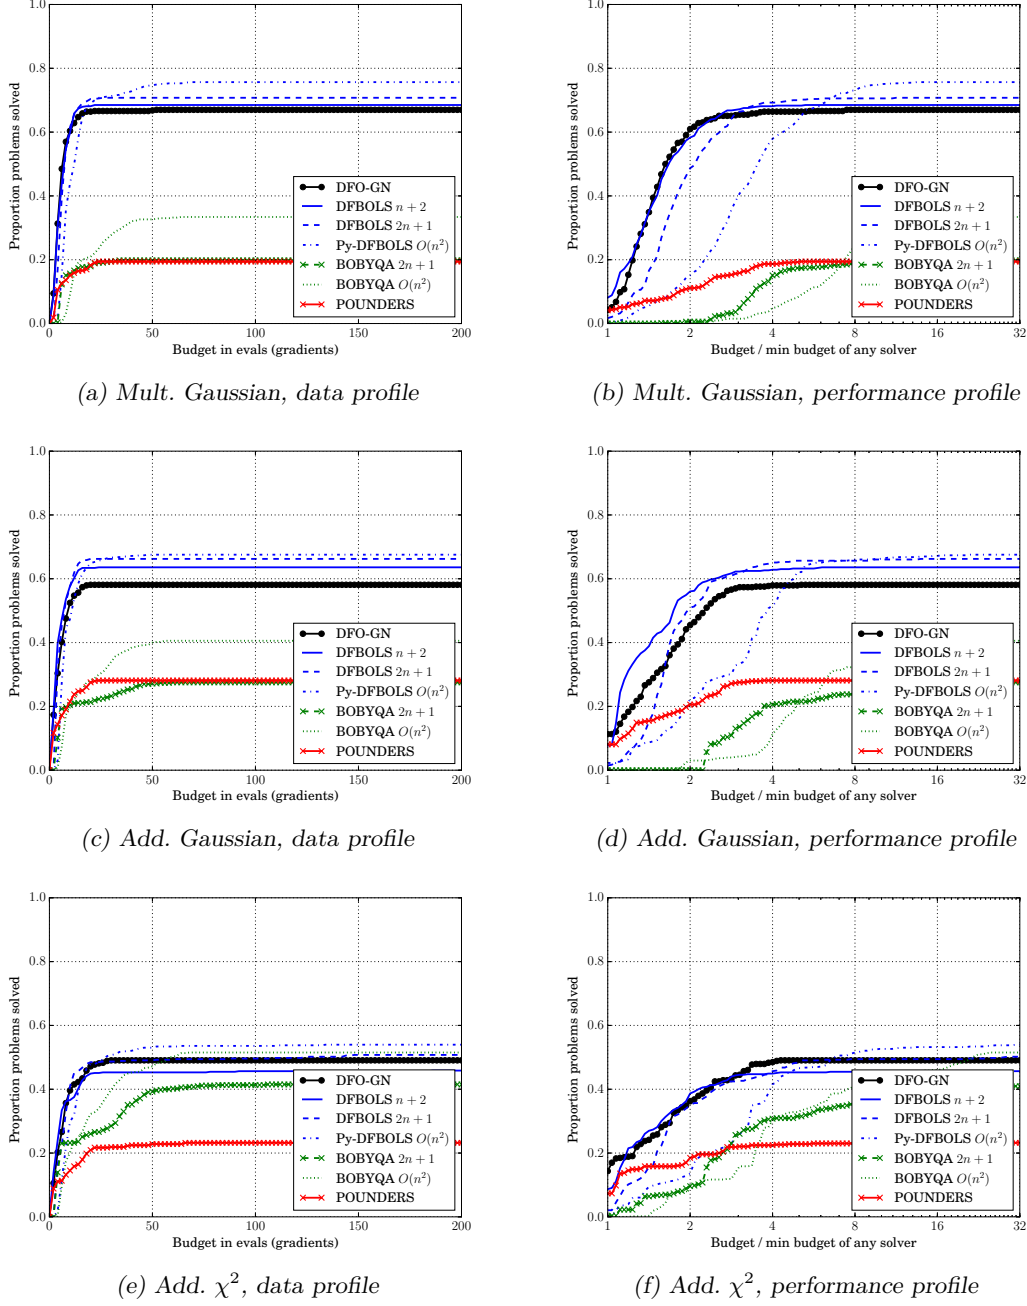 1.0
0.8
0.6
0.4
0.2
0.0
Proportion problems solved
0 50 100 150 200
Budget in evals (gradients)
DFO-GN
DFBOLS n + 2
DFBOLS 2n + 1
Py-DFBOLS O(n²)
BOBYQA 2n + 1
BOBYQA O(n²)
POUNDERS
(a) Mult. Gaussian, data profile
1.0
0.8
0.6
0.4
0.2
0.0
Proportion problems solved
1 2 4 8 16 32
Budget / min budget of any solver
DFO-GN
DFBOLS n + 2
DFBOLS 2n + 1
Py-DFBOLS O(n²)
BOBYQA 2n + 1
BOBYQA O(n²)
POUNDERS
(b) Mult. Gaussian, performance profile
1.0
0.8
0.6
0.4
0.2
0.0
Proportion problems solved
0 50 100 150 200
Budget in evals (gradients)
DFO-GN
DFBOLS n + 2
DFBOLS 2n + 1
Py-DFBOLS O(n²)
BOBYQA 2n + 1
BOBYQA O(n²)
POUNDERS
(c) Add. Gaussian, data profile
1.0
0.8
0.6
0.4
0.2
0.0
Proportion problems solved
1 2 4 8 16 32
Budget / min budget of any solver
DFO-GN
DFBOLS n + 2
DFBOLS 2n + 1
Py-DFBOLS O(n²)
BOBYQA 2n + 1
BOBYQA O(n²)
POUNDERS
(d) Add. Gaussian, performance profile
1.0
0.8
0.6
0.4
0.2
0.0
Proportion problems solved
0 50 100 150 200
Budget in evals (gradients)
DFO-GN
DFBOLS n + 2
DFBOLS 2n + 1
Py-DFBOLS O(n²)
BOBYQA 2n + 1
BOBYQA O(n²)
POUNDERS
(e) Add. χ², data profile
1.0
0.8
0.6
0.4
0.2
0.0
Proportion problems solved
1 2 4 8 16 32
Budget / min budget of any solver
DFO-GN
DFBOLS n + 2
DFBOLS 2n + 1
Py-DFBOLS O(n²)
BOBYQA 2n + 1
BOBYQA O(n²)
POUNDERS
(f) Add. χ², performance profile